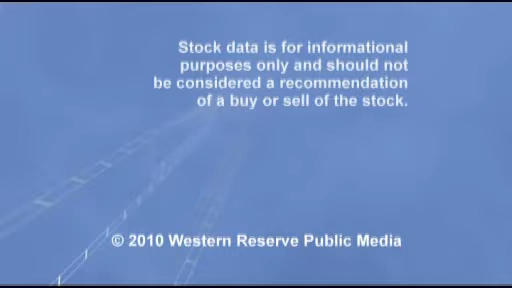 Stock data is for informational
purposes only and should not
be considered a recommendation
of a buy or sell of the stock.
© 2010 Western Reserve Public Media